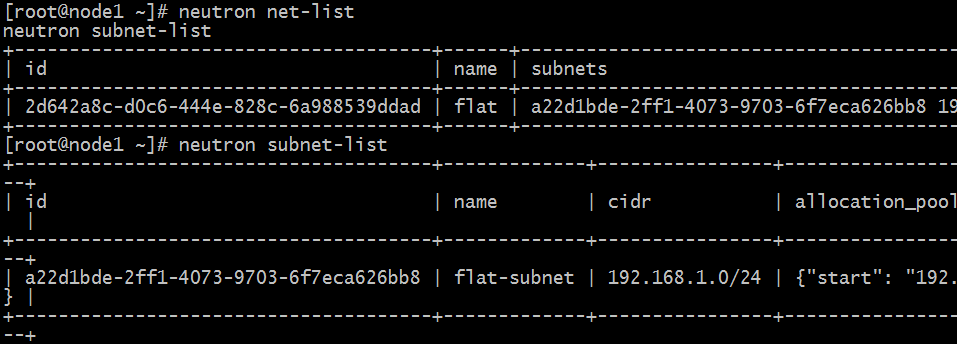 [root@node1 ~]# neutron net-list
neutron subnet-list
+--------------------------------------+------+--------------------------------------
| id                                   | name | subnets
+--------------------------------------+------+--------------------------------------
| 2d642a8c-d0c6-444e-828c-6a988539ddad | flat | a22d1bde-2ff1-4073-9703-6f7eca626bb8 19
+--------------------------------------+------+--------------------------------------
[root@node1 ~]# neutron subnet-list
+--------------------------------------+-------------+----------------+----------------
--+
| id                                   | name        | cidr           | allocation_pool
  |
+--------------------------------------+-------------+----------------+----------------
--+
| a22d1bde-2ff1-4073-9703-6f7eca626bb8 | flat-subnet | 192.168.1.0/24 | {"start": "192.
} |
+--------------------------------------+-------------+----------------+----------------
--+